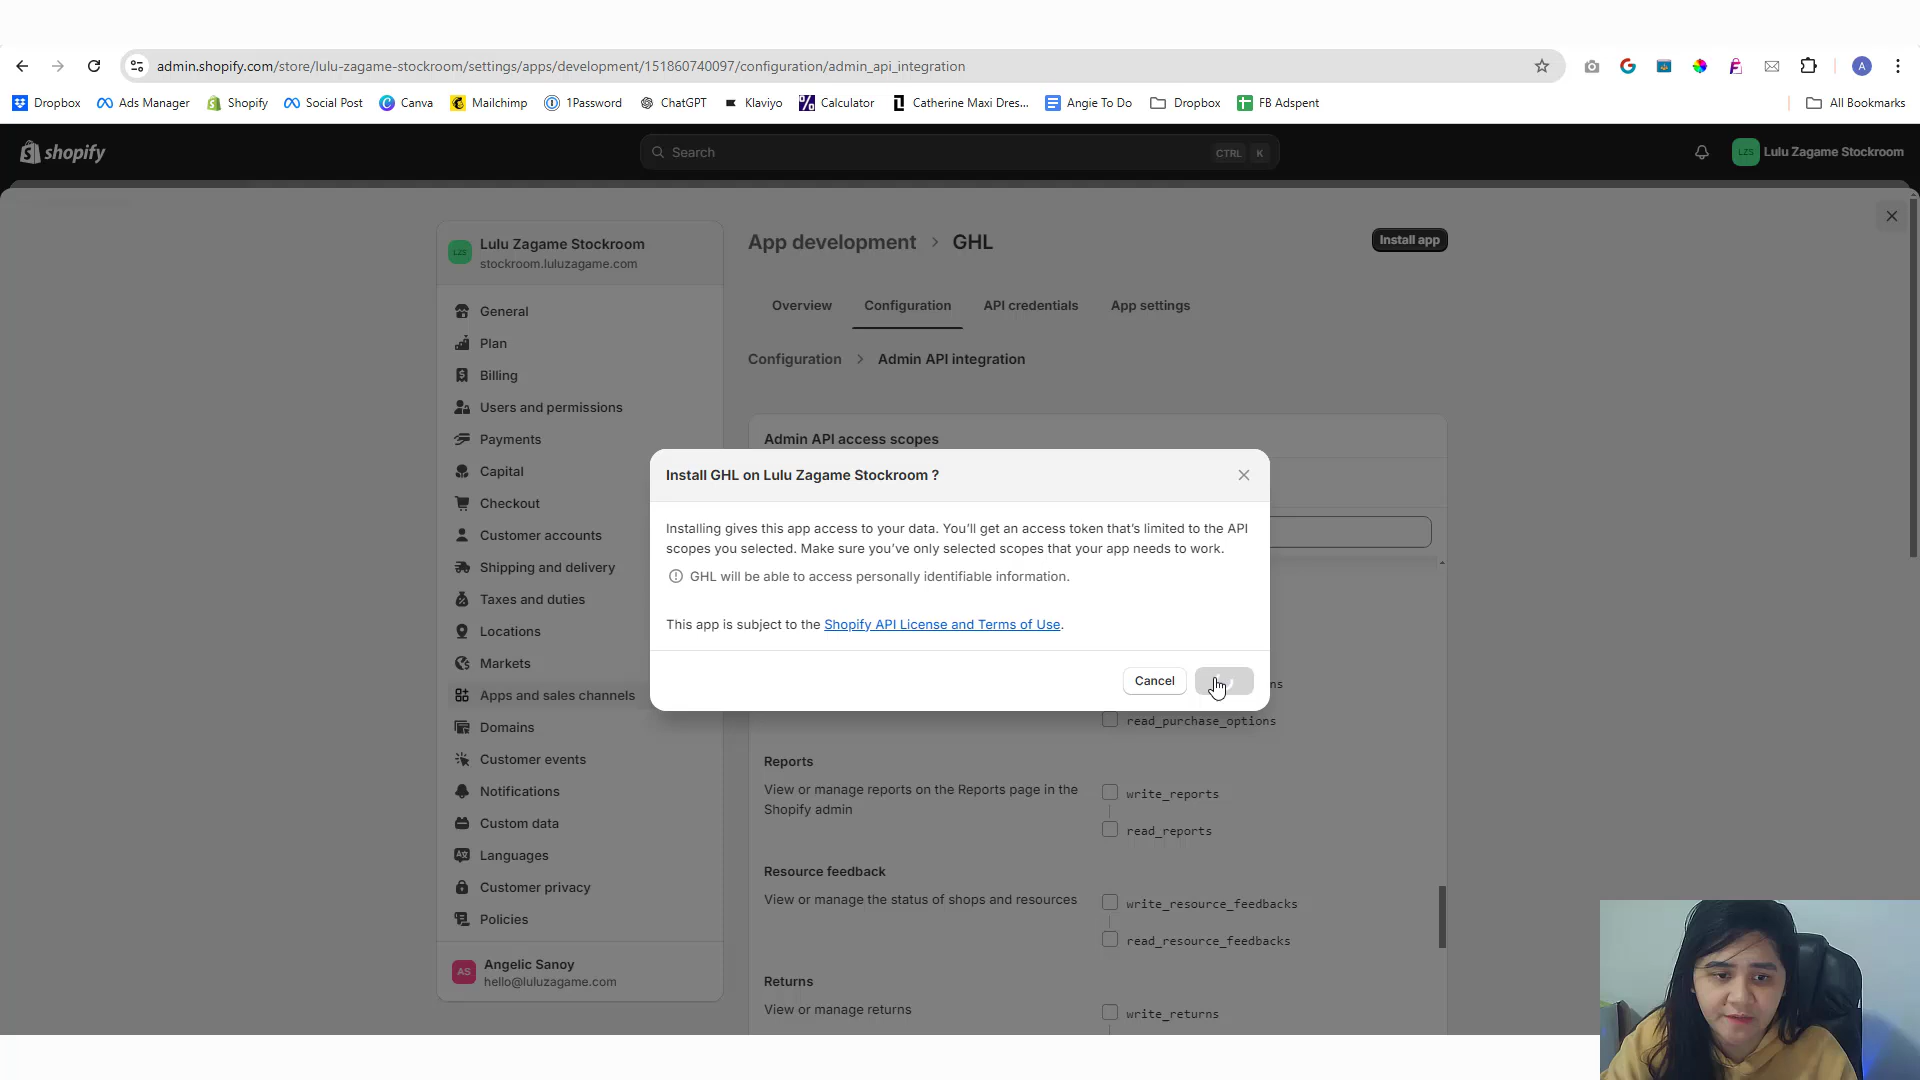 admin.shopify.com/store/lulu-zagame-stockroom/settings/apps/development/151860740097/configuration/admin_api_integration
A
Dropbox
Ads Manager
Shopify
Social Post
Canva
Mailchimp
1Password
ChatGPT
Klaviyo
Calculator
Catherine Maxi Dres...
Angie To Do
Dropbox
FB Adspent
All Bookmarks
shopify
Search
CTRL K
LZS
Lulu Zagame Stockroom
LZS
Lulu Zagame Stockroom
stockroom.luluzagame.com
General
Plan
Billing
Users and permissions
Payments
Capital
Checkout
Customer accounts
Shipping and delivery
Taxes and duties
Locations
Markets
Apps and sales channels
Domains
Customer events
Notifications
Custom data
Languages
Customer privacy
Policies
AS
Angelic Sanoy
hello@luluzagame.com
App development > GHL
Install app
Overview
Configuration
API credentials
App settings
Configuration > Admin API integration
Admin API access scopes
Install GHL on Lulu Zagame Stockroom ?
Installing gives this app access to your data. You'll get an access token that's limited to the API
scopes you selected. Make sure you've only selected scopes that your app needs to work.
GHL will be able to access personally identifiable information.
This app is subject to the Shopify API License and Terms of Use.
Cancel
read_purchase_options
Reports
View or manage reports on the Reports page in the
Shopify admin
write_reports
read_reports
Resource feedback
View or manage the status of shops and resources
write_resource_feedbacks
read_resource_feedbacks
Returns
View or manage returns
write_returns